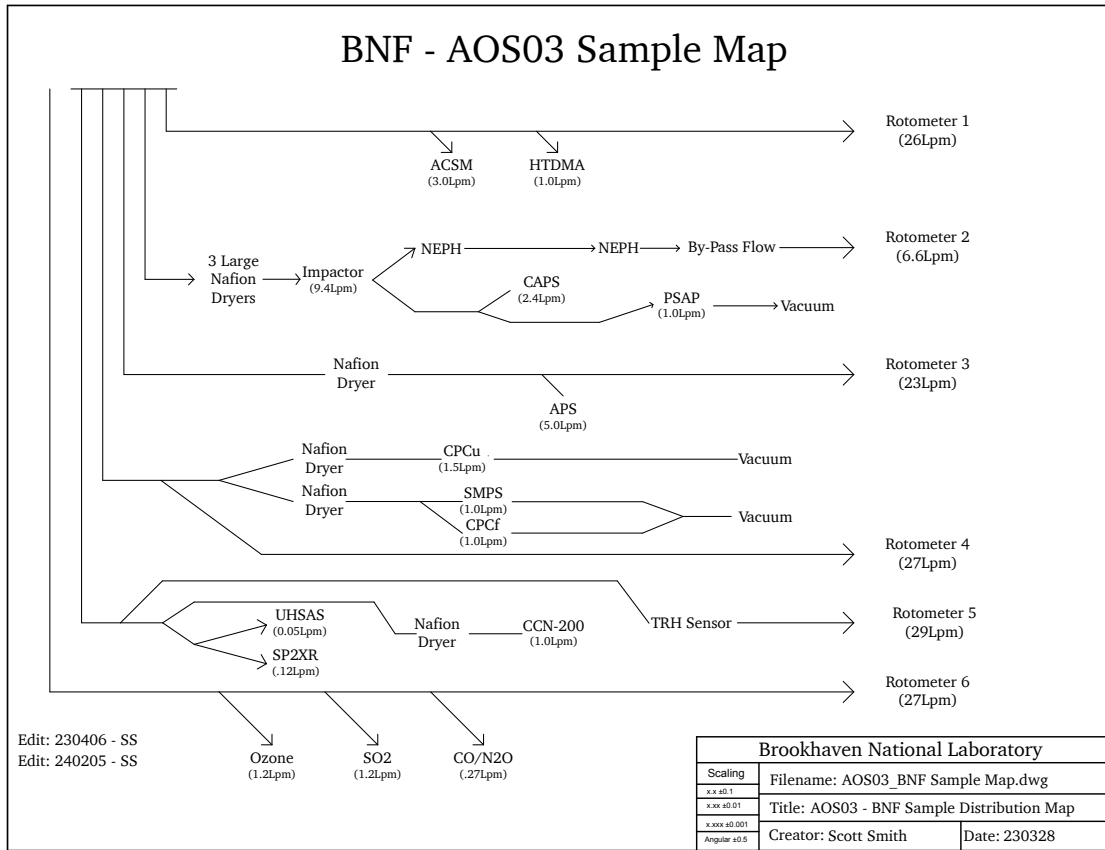 BNF - AOS03 Sample Map
Rotometer 1
(26Lpm)
ACSM
(3.0Lpm)
HTDMA
(1.0Lpm)
3 Large
Nafion
Dryers
Impactor
(9.4Lpm)
NEPH
NEPH
By-Pass Flow
Rotometer 2
(6.6Lpm)
CAPS
(2.4Lpm)
PSAP
(1.0Lpm)
Vacuum
Nafion
Dryer
Rotometer 3
(23Lpm)
APS
(5.0Lpm)
Nafion
Dryer
CPCu
(1.5Lpm)
Vacuum
Nafion
Dryer
SMPS
(1.0Lpm)
CPCf
(1.0Lpm)
Vacuum
Rotometer 4
(27Lpm)
UHSAS
(0.05Lpm)
SP2XR
(.12Lpm)
Nafion
Dryer
CCN-200
(1.0Lpm)
TRH Sensor
Rotometer 5
(29Lpm)
Rotometer 6
(27Lpm)
Ozone
(1.2Lpm)
SO2
(1.2Lpm)
CO/N2O
(.27Lpm)
Edit: 230406 - SS
Edit: 240205 - SS
Brookhaven National Laboratory
Scaling
x.x ±0.1
x.xx ±0.01
x.xxx ±0.001
Angular ±0.5
Filename: AOS03_BNF Sample Map.dwg
Title: AOS03 - BNF Sample Distribution Map
Creator: Scott Smith
Date: 230328